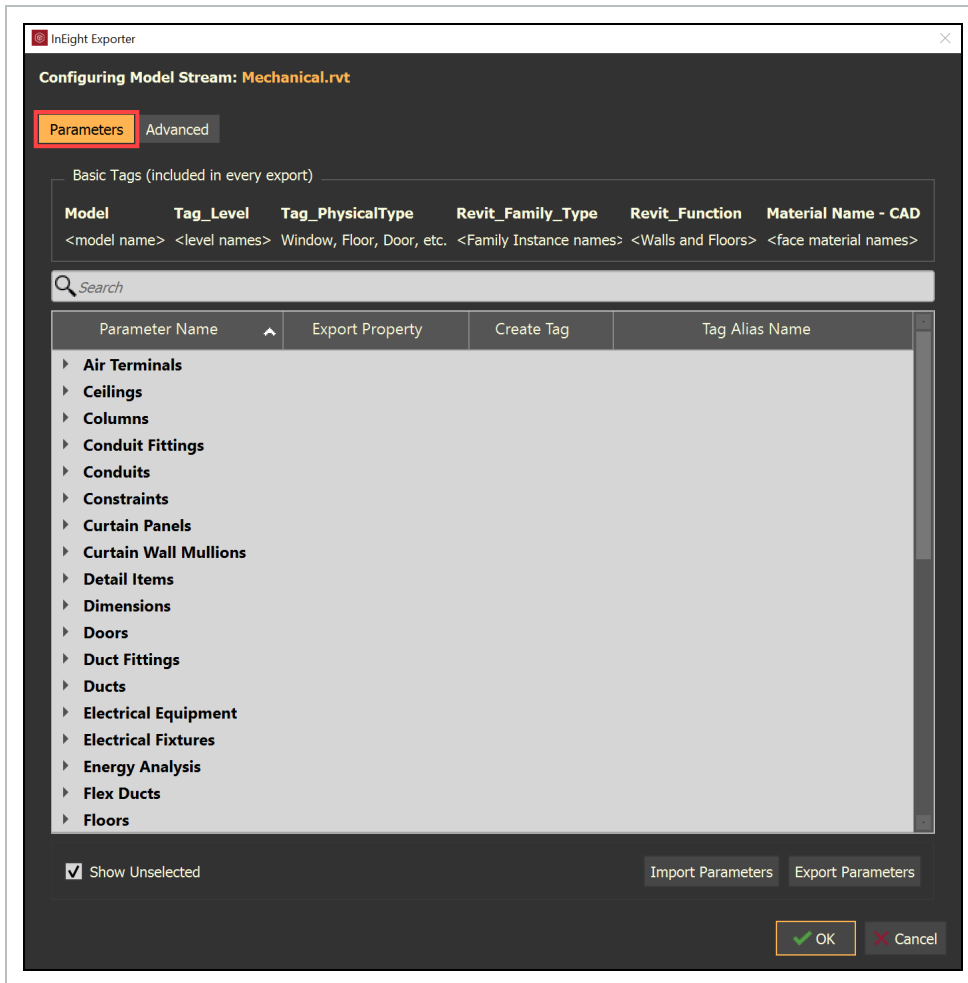 InEight Exporter
Configuring Model Stream: Mechanical.rvt
Parameters Advanced
Basic Tags (included in every export)
Model Tag_Level Tag_PhysicalType Revit_Family_Type Revit_Function Material Name - CAD
<model name> <level names> Window, Floor, Door, etc. <Family Instance names> <Walls and Floors> <face material names>
Search
Parameter Name Export Property Create Tag Tag Alias Name
Air Terminals
Ceilings
Columns
Conduit Fittings
Conduits
Constraints
Curtain Panels
Curtain Wall Mullions
Detail Items
Dimensions
Doors
Duct Fittings
Ducts
Electrical Equipment
Electrical Fixtures
Energy Analysis
Flex Ducts
Floors
Show Unselected Import Parameters Export Parameters
OK Cancel